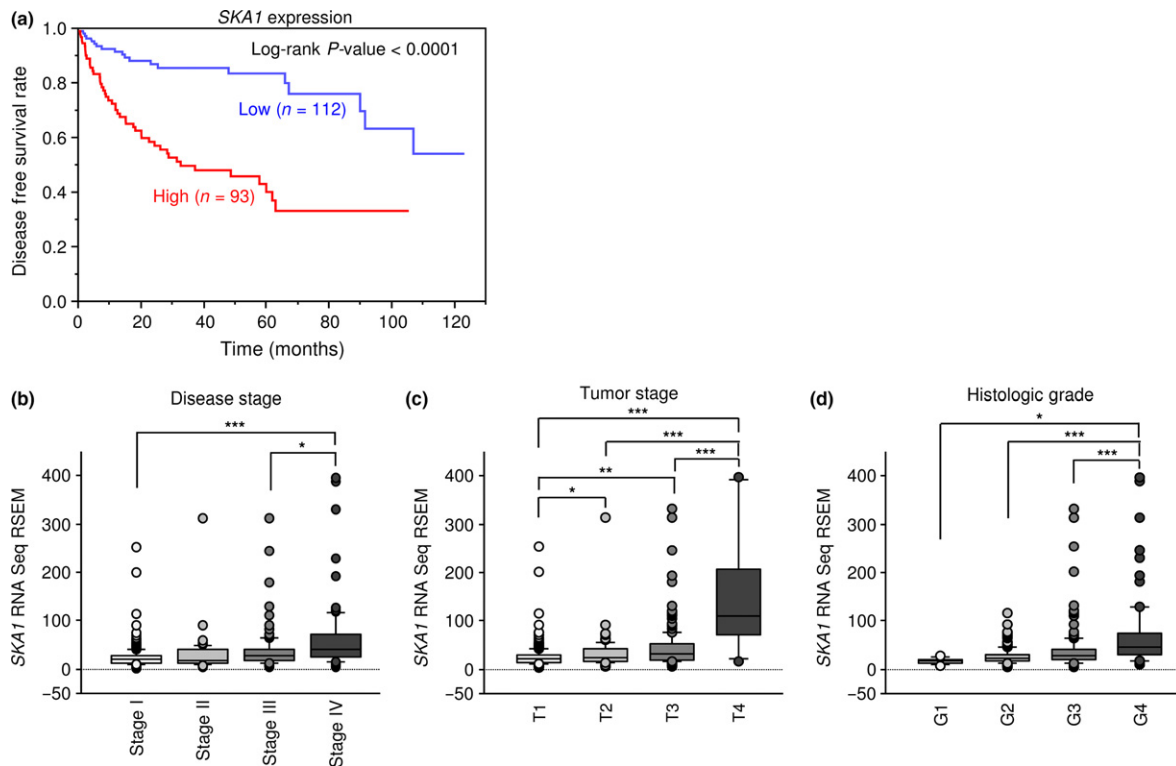 (a)
SKA1 expression
Log-rank P-value < 0.0001
Low (n = 112)
High (n = 93)
Disease free survival rate
1.0
0.8
0.6
0.4
0.2
0.0
0 20 40 60 80 100 120
Time (months)
(b)
Disease stage
***
*
SKA1 RNA Seq RSEM
400
300
200
100
0
−50
Stage I
Stage II
Stage III
Stage IV
(c)
Tumor stage
***
***
**
***
*
SKA1 RNA Seq RSEM
400
300
200
100
0
−50
T1
T2
T3
T4
(d)
Histologic grade
*
***
***
SKA1 RNA Seq RSEM
400
300
200
100
0
−50
G1
G2
G3
G4